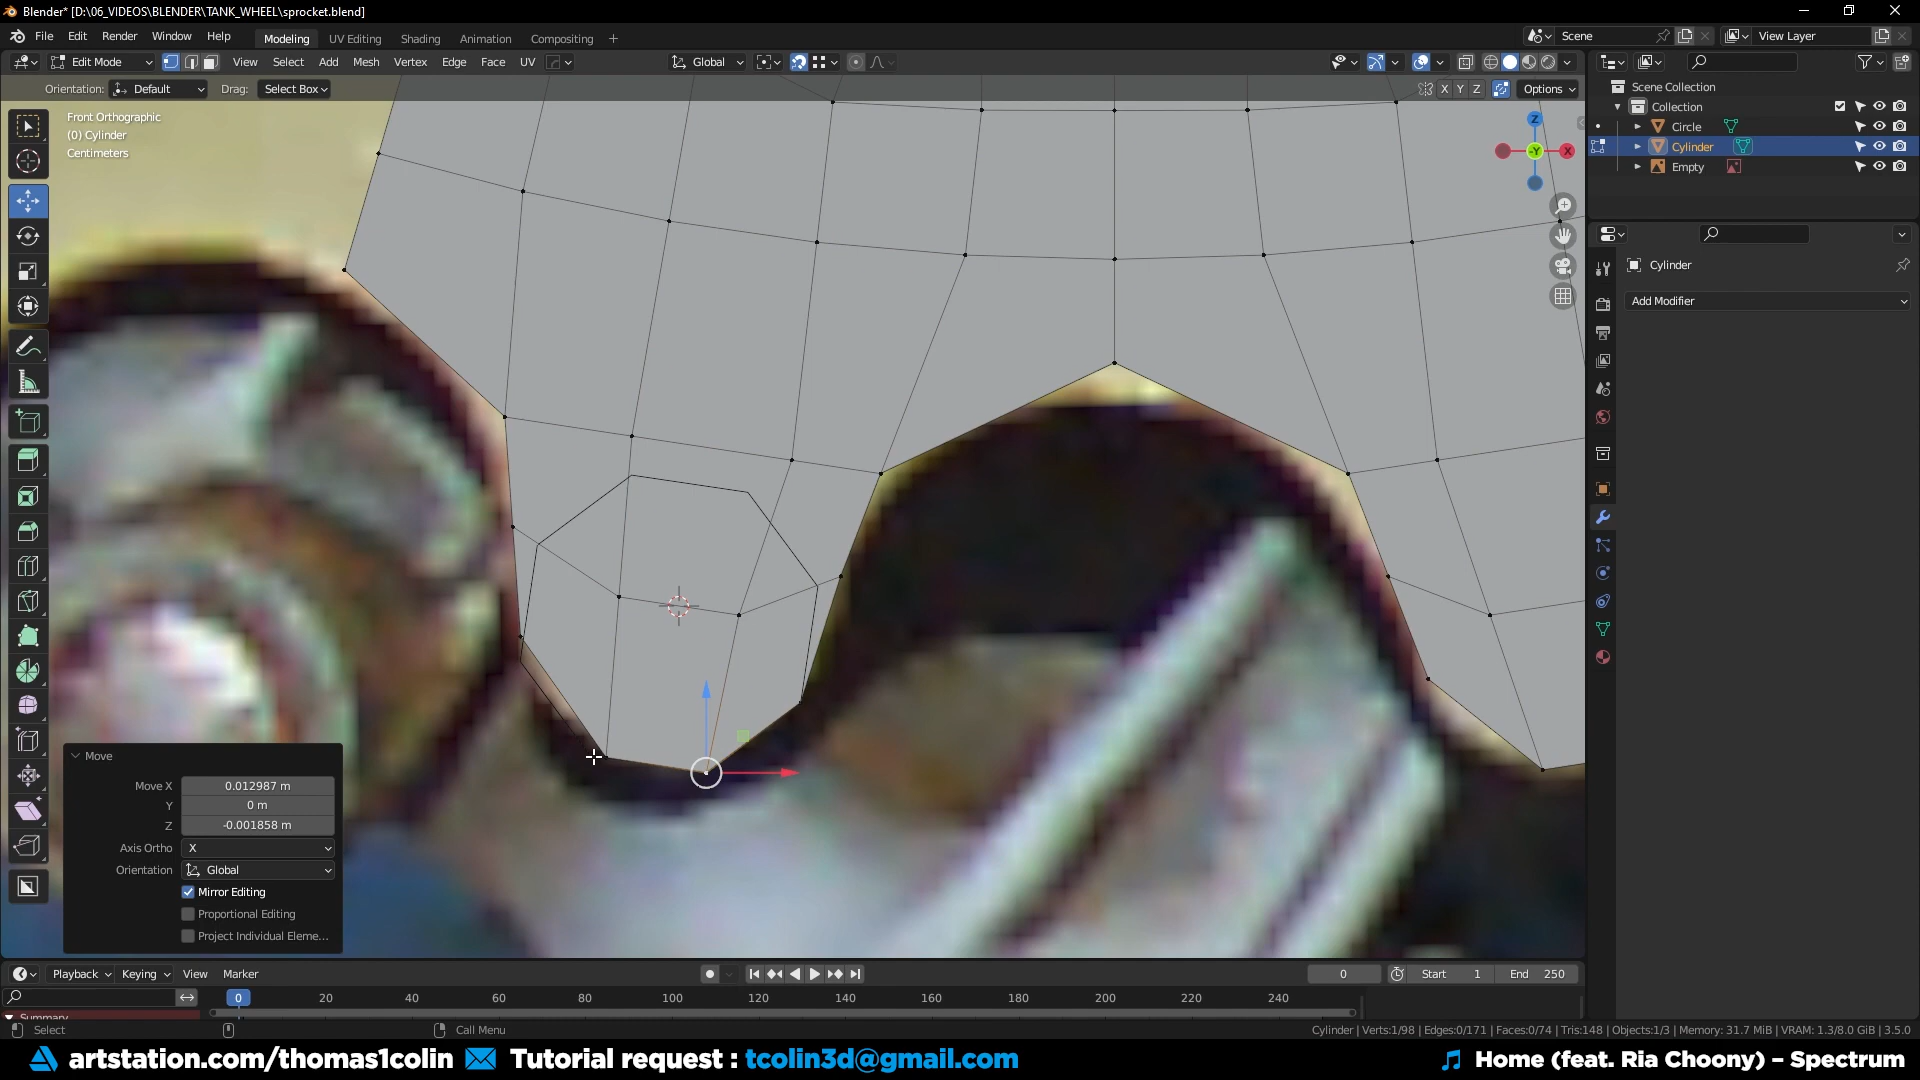 Blender* [D:\06_VIDEOS\BLENDER\TANK_WHEEL\sprocket.blend]
File Edit Render Window Help
Modeling UV Editing Shading Animation Compositing +
Scene
View Layer
Edit Mode
View Select Add Mesh Vertex Edge Face UV
Global
Orientation: Default Drag: Select Box
X Y Z Options
Front Orthographic
(0) Cylinder
Centimeters
Z
-Y
X
Scene Collection
Collection
Circle
Cylinder
Empty
Cylinder
Add Modifier
Move
Move X 0.012987 m
Y 0 m
Z -0.001858 m
Axis Ortho X
Orientation Global
Mirror Editing
Proportional Editing
Project Individual Eleme...
Playback Keying View Marker
0 Start 1 End 250
0 20 40 60 80 100 120 140 160 180 200 220 240
Summary
Select
Call Menu
Cylinder | Verts:1/98 | Edges:0/171 | Faces:0/74 | Tris:148 | Objects:1/3 | Memory: 31.7 MiB | VRAM: 1.3/8.0 GiB | 3.5.0
artstation.com/thomas1colin Tutorial request : tcolin3d@gmail.com Home (feat. Ria Choony) – Spectrum